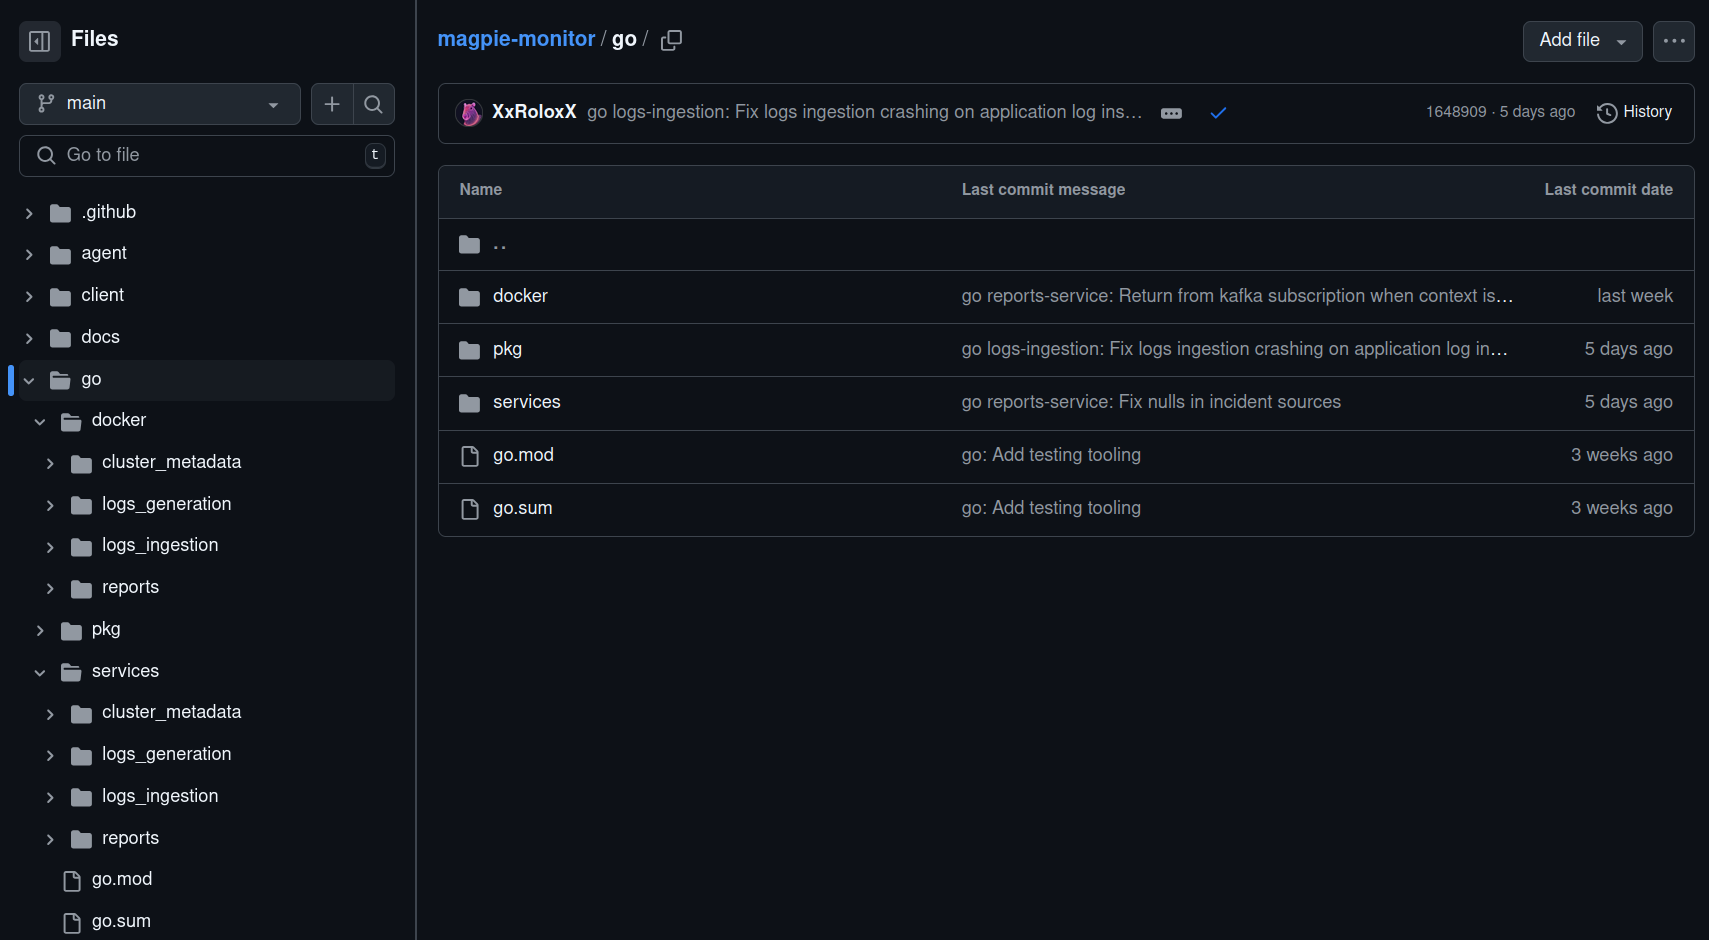 Files
main
Go to file t
.github
agent
client
docs
go
docker
cluster_metadata
logs_generation
logs_ingestion
reports
pkg
services
cluster_metadata
logs_generation
logs_ingestion
reports
go.mod
go.sum
magpie-monitor / go /
Add file
XxRoloxX go logs-ingestion: Fix logs ingestion crashing on application log ins… 1648909 · 5 days ago History
Name Last commit message Last commit date
..
docker go reports-service: Return from kafka subscription when context is… last week
pkg go logs-ingestion: Fix logs ingestion crashing on application log in… 5 days ago
services go reports-service: Fix nulls in incident sources 5 days ago
go.mod go: Add testing tooling 3 weeks ago
go.sum go: Add testing tooling 3 weeks ago